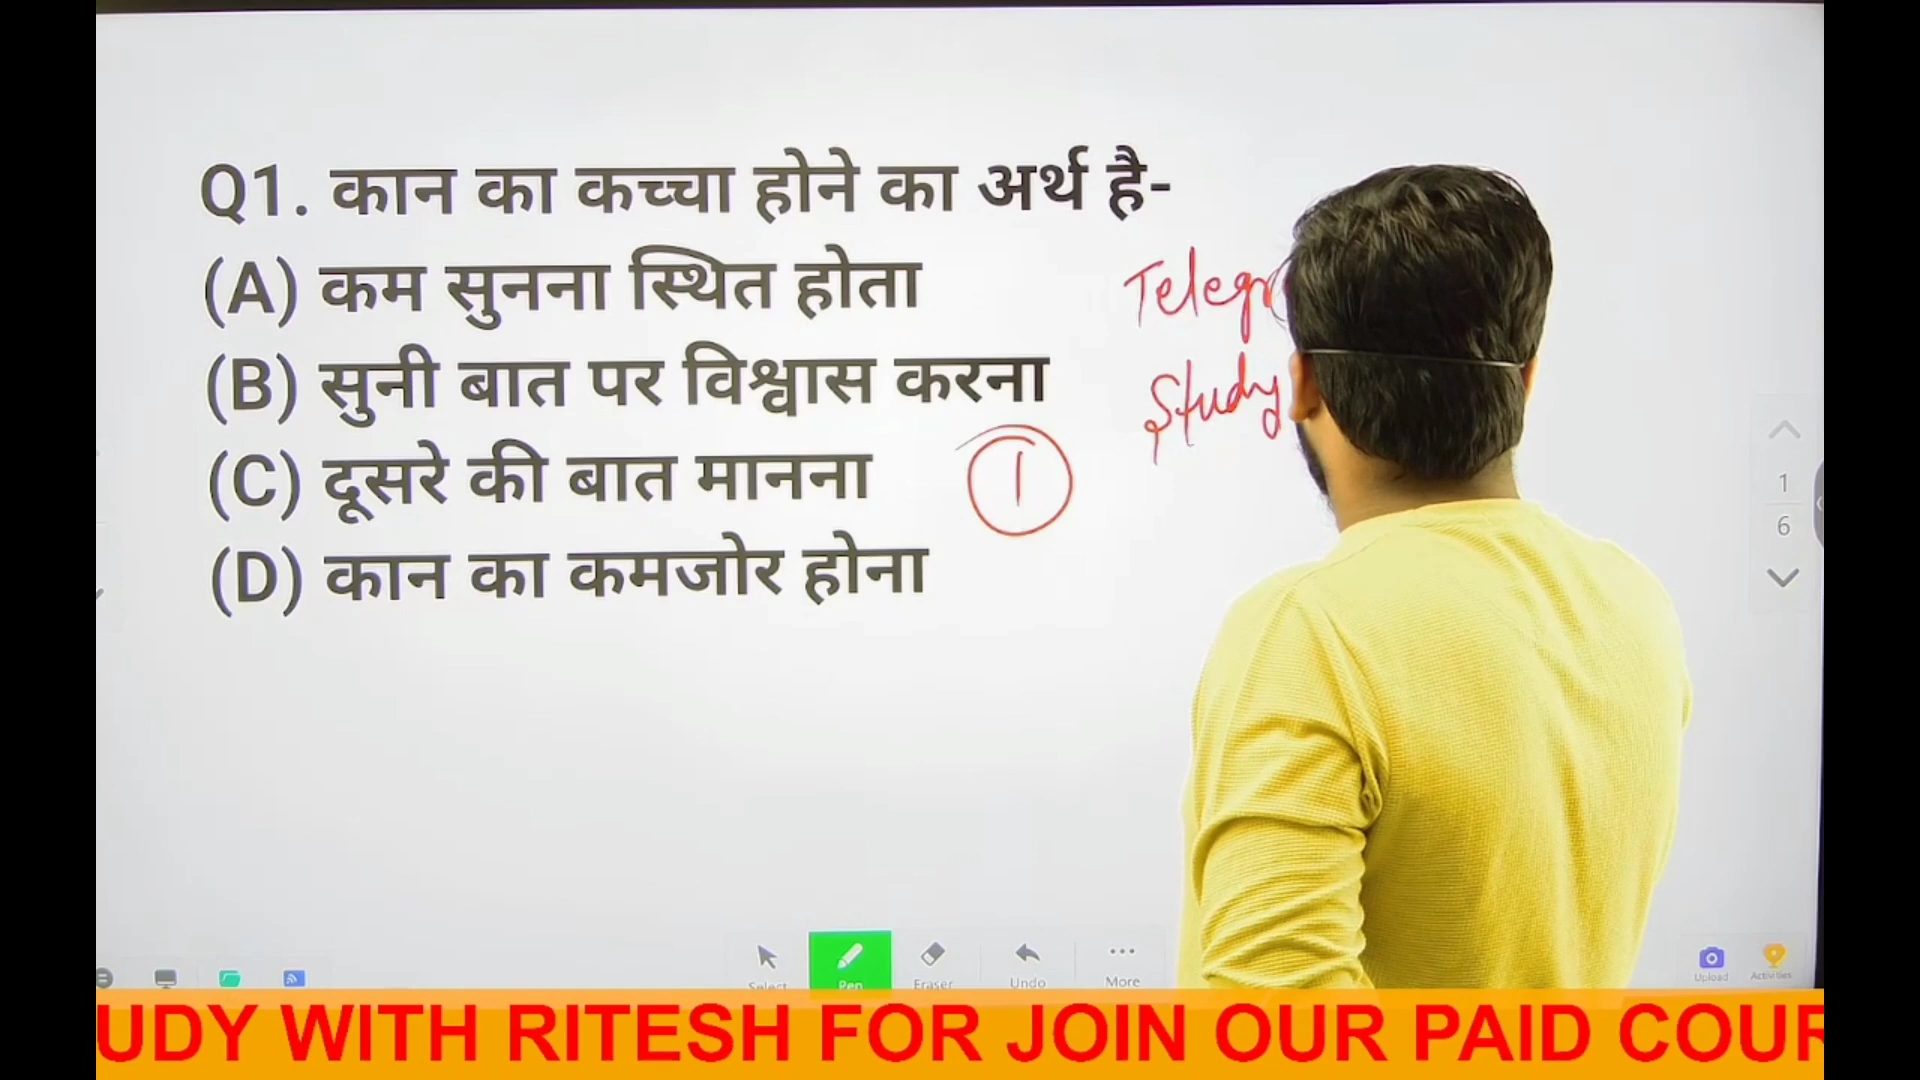 Q1. कान का कच्चा होने का अर्थ है-
(A) कम सुनना स्थित होता
(B) सुनी बात पर विश्वास करना
(C) दूसरे की बात मानना
(D) कान का कमजोर होना
Telegr
Study
1
1
6
Select
Pen
Eraser
Undo
More
Upload
Activities
UDY WITH RITESH FOR JOIN OUR PAID COUR